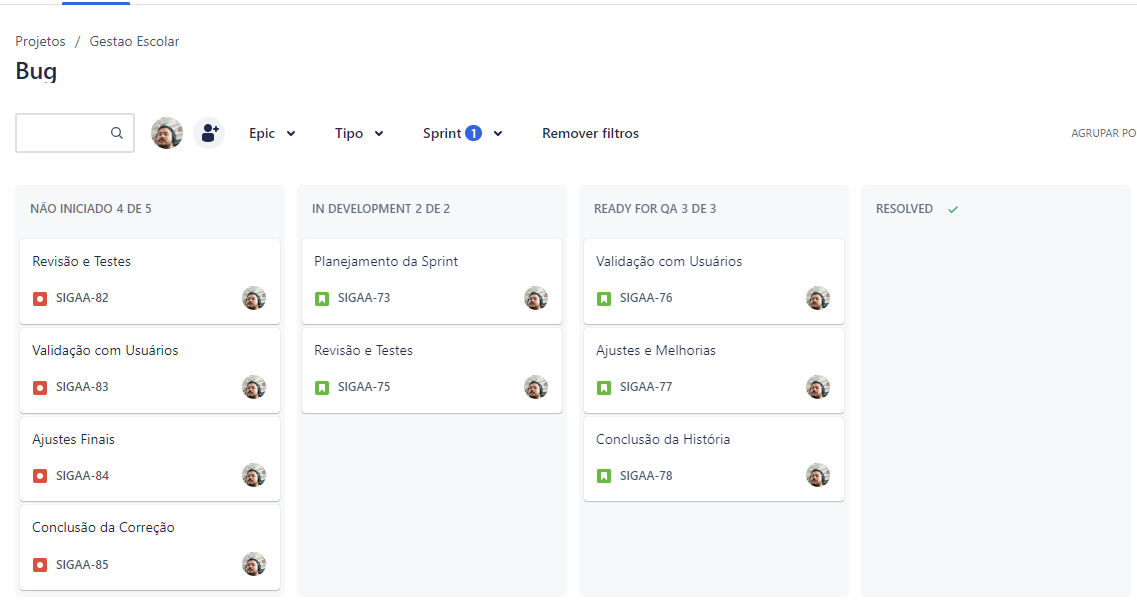 Projetos / Gestao Escolar
Bug
Epic Tipo Sprint 1 Remover filtros AGRUPAR PO
NÃO INICIADO 4 DE 5
Revisão e Testes
SIGAA-82
Validação com Usuários
SIGAA-83
Ajustes Finais
SIGAA-84
Conclusão da Correção
SIGAA-85
IN DEVELOPMENT 2 DE 2
Planejamento da Sprint
SIGAA-73
Revisão e Testes
SIGAA-75
READY FOR QA 3 DE 3
Validação com Usuários
SIGAA-76
Ajustes e Melhorias
SIGAA-77
Conclusão da História
SIGAA-78
RESOLVED